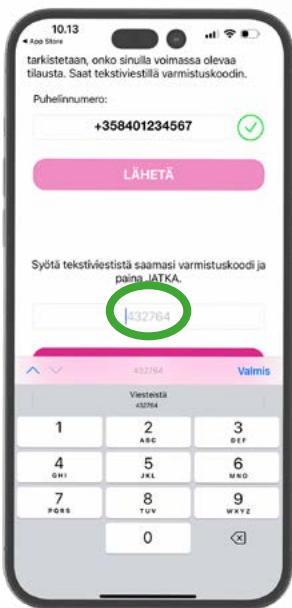 10.13
◀ App Store
tarkistetaan, onko sinulla voimassa olevaa
tilausta. Saat tekstiviestillä varmistuskoodin.
Puhelinnumero:
+358401234567
LÄHETÄ
Syötä tekstiviestistä saamasi varmistuskoodi ja
paina JATKA.
432764
432764
Valmis
Viesteistä
432764
1
2 ABC
3 DEF
4 GHI
5 JKL
6 MNO
7 PQRS
8 TUV
9 WXYZ
0